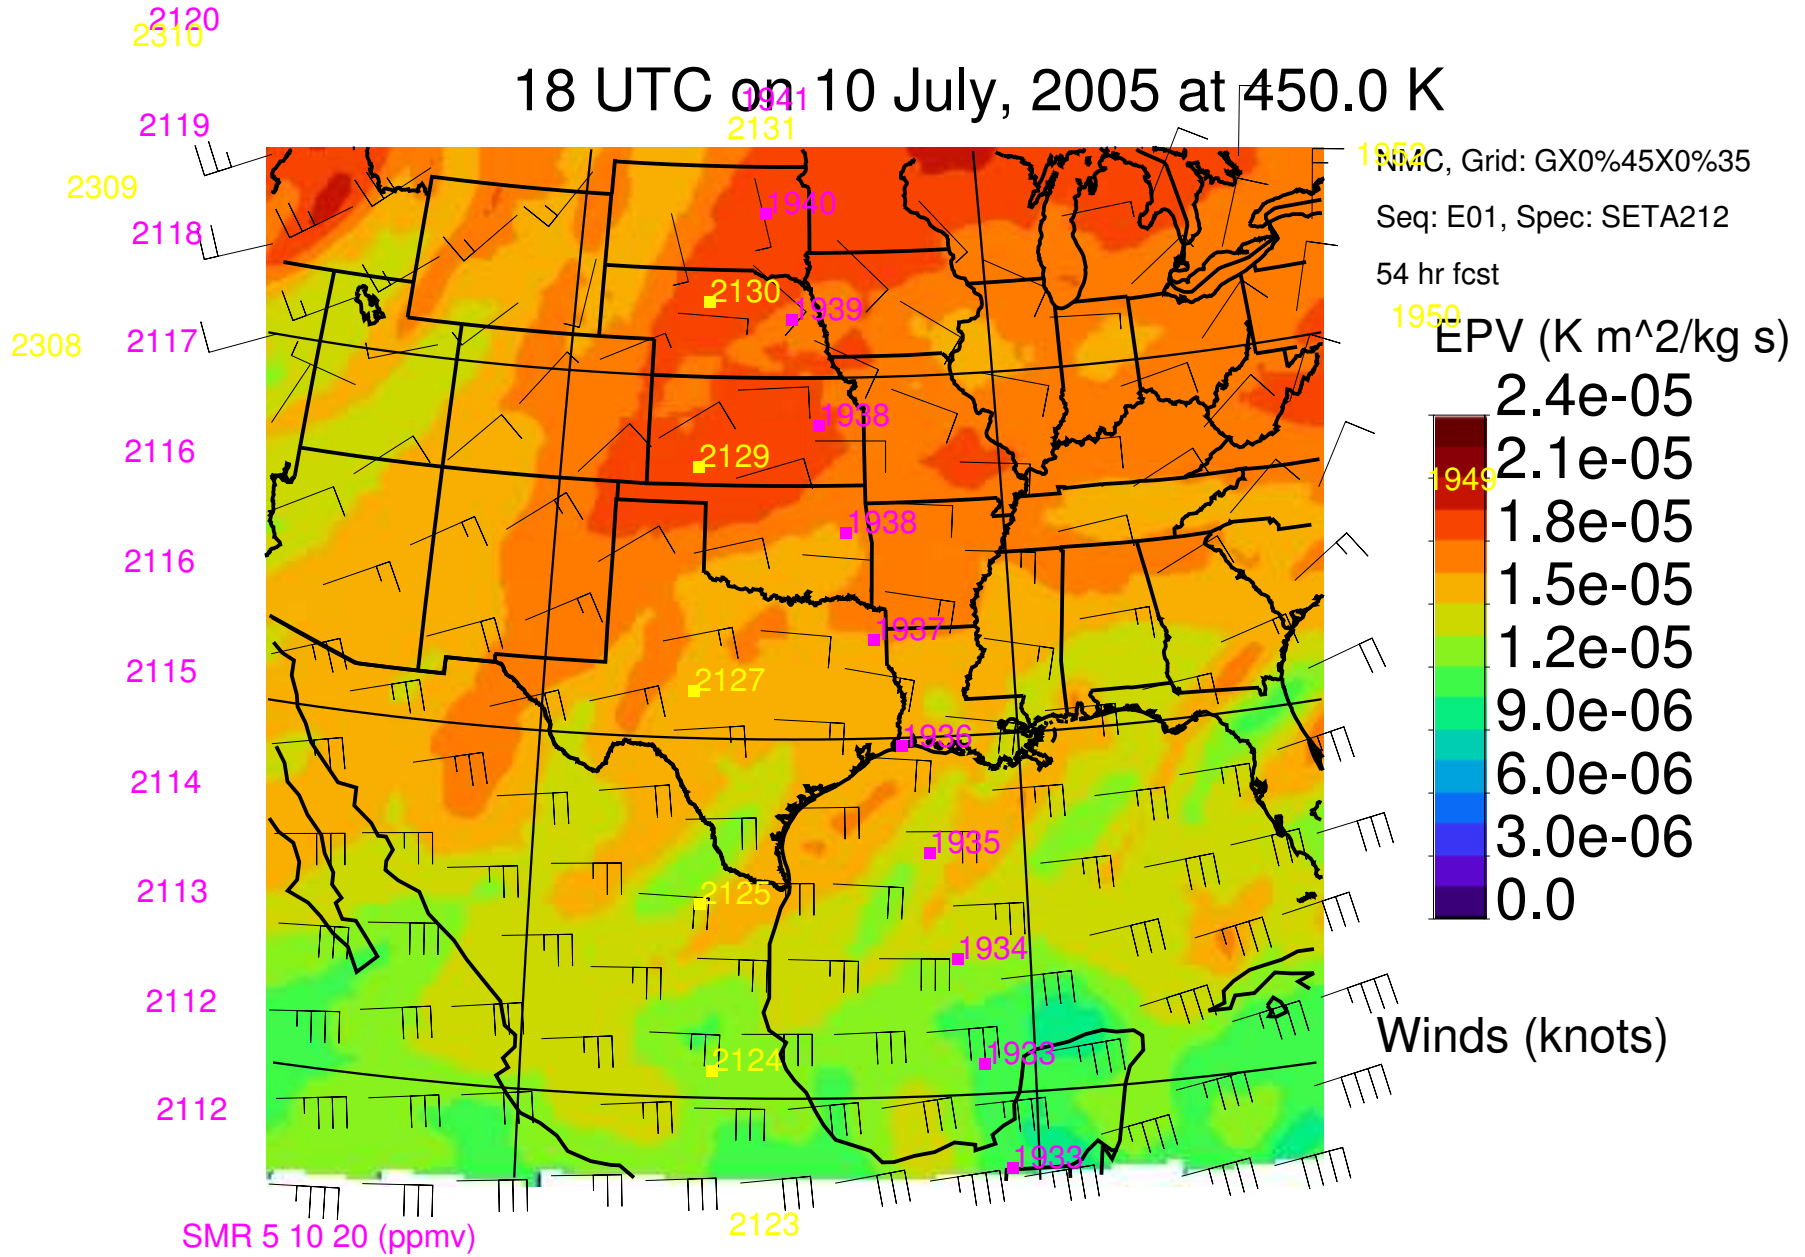 2120
2310
18 UTC on 10 July, 2005 at 450.0 K
1941
2119
2131
1952
NMC, Grid: GX0%45X0%35
2309
1940
Seq: E01, Spec: SETA212
2118
54 hr fcst
2130
1939
1950
2308
2117
EPV (K m^2/kg s)
2.4e-05
1938
2116
2129
2.1e-05
1949
1938
1.8e-05
2116
1.5e-05
1937
2115
2127
1.2e-05
1936
9.0e-06
2114
6.0e-06
1935
3.0e-06
2113
2125
0.0
1934
2112
Winds (knots)
1933
2124
2112
1933
2123
SMR 5 10 20 (ppmv)